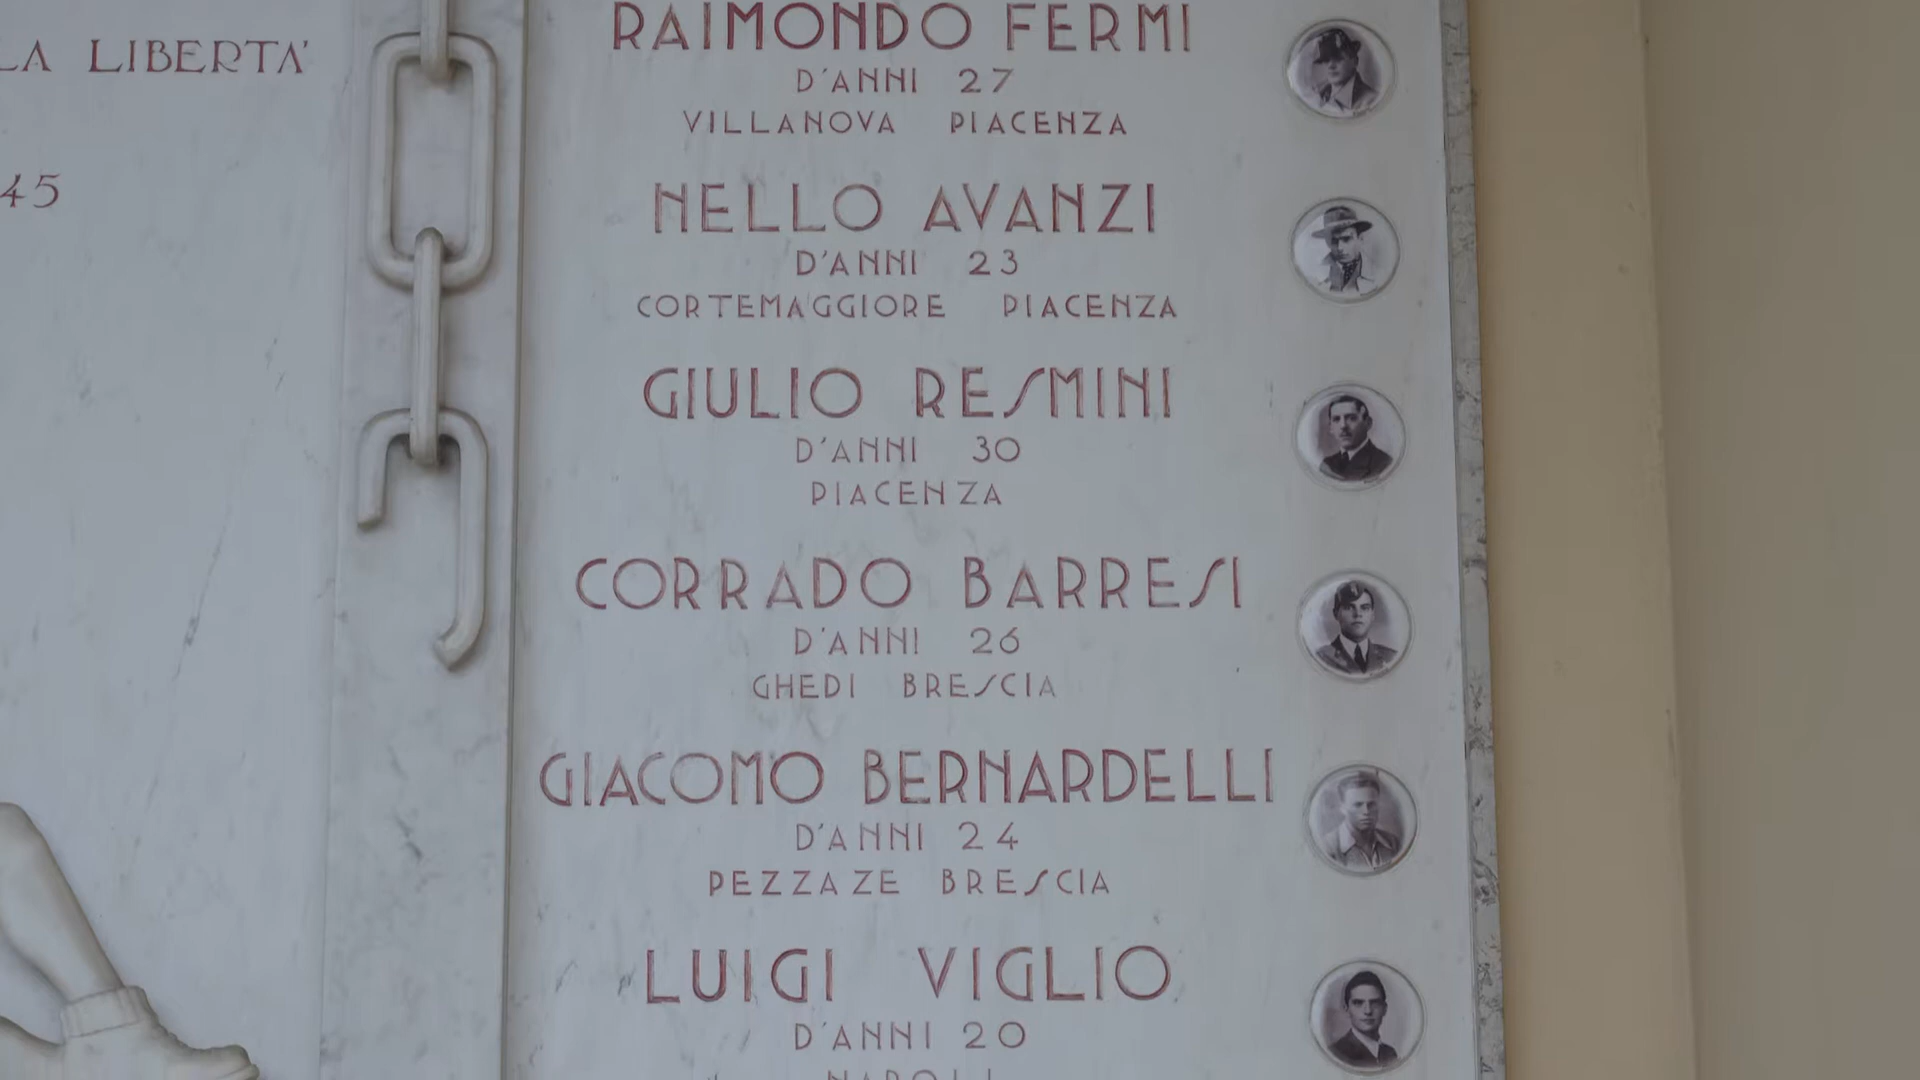 LA LIBERTA'
45
RAIMONDO FERMI
D'ANNI 27
VILLANOVA PIACENZA
NELLO AVANZI
D'ANNI 23
CORTEMAGGIORE PIACENZA
GIULIO RESMINI
D'ANNI 30
PIACENZA
CORRADO BARRESI
D'ANNI 26
GHEDI BRESCIA
GIACOMO BERNARDELLI
D'ANNI 24
PEZZAZE BRESCIA
LUIGI VIGLIO
D'ANNI 20
NAPOLI